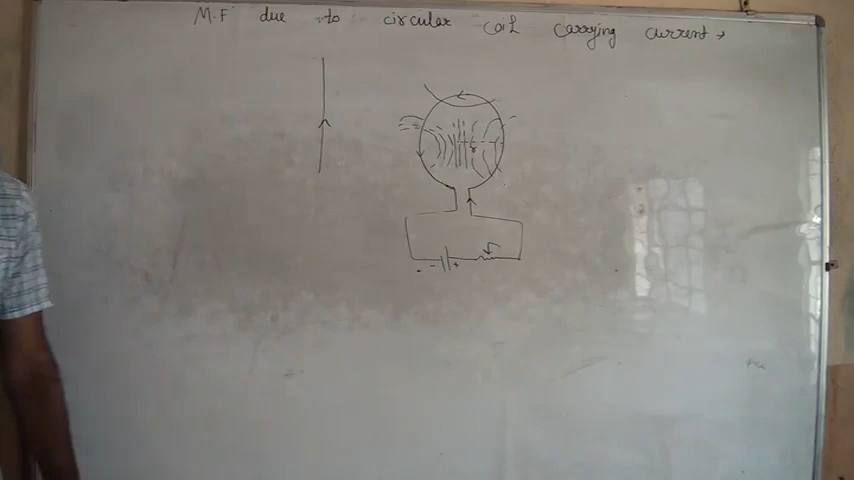 M.F due to circular coil carrying current →
- +